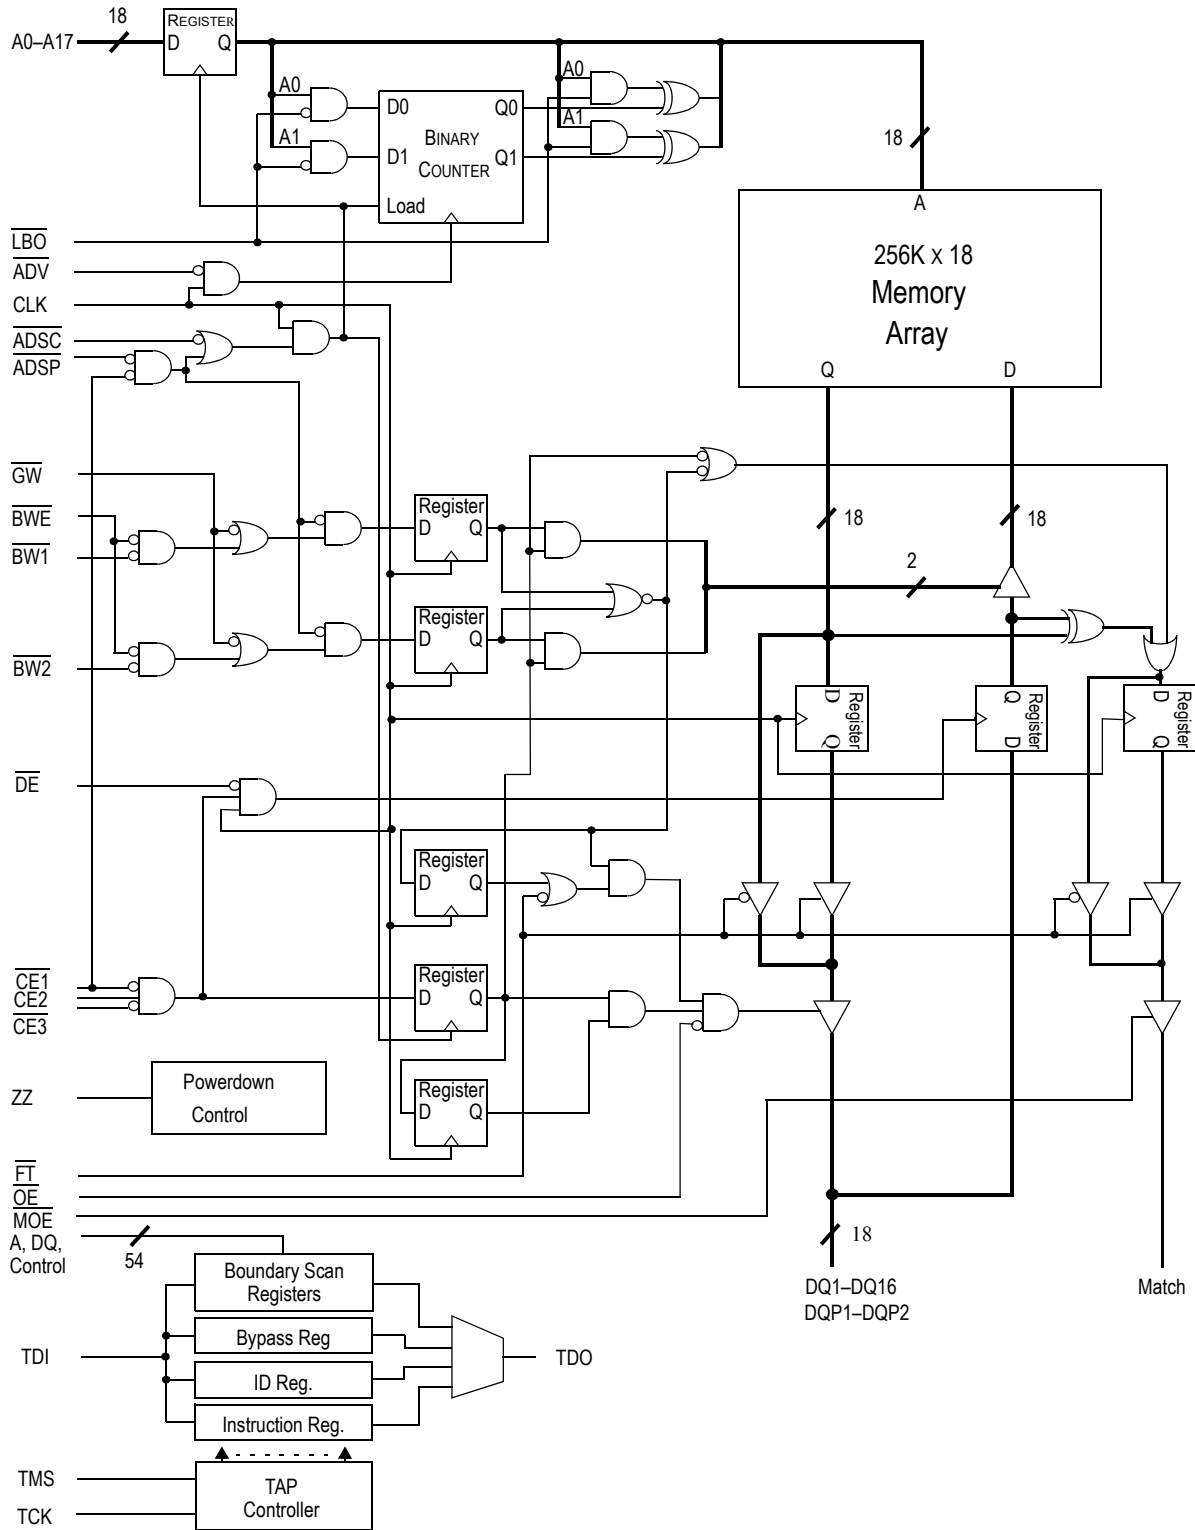 18
REGISTER
A0–A17
D Q
A0
A0
D0
Q0
A1
BINARY
A1
D1
COUNTER
Q1
18
Load
A
LBO
256K X 18
ADV
Memory
CLK
Array
ADSC
ADSP
Q
D
GW
Register
D Q
18
18
BWE
BW1
2
Register
D Q
BW2
D
Register
Q
Q
Register
D
D
Register
Q
DE
Register
D Q
CE1
CE2
CE3
Register
D Q
Powerdown
Control
ZZ
Register
D Q
FT
OE
MOE
A, DQ,
Control
54
18
Boundary Scan
Registers
DQ1–DQ16
DQP1–DQP2
Match
Bypass Reg
TDI
TDO
ID Reg.
Instruction Reg.
TMS
TAP
Controller
TCK